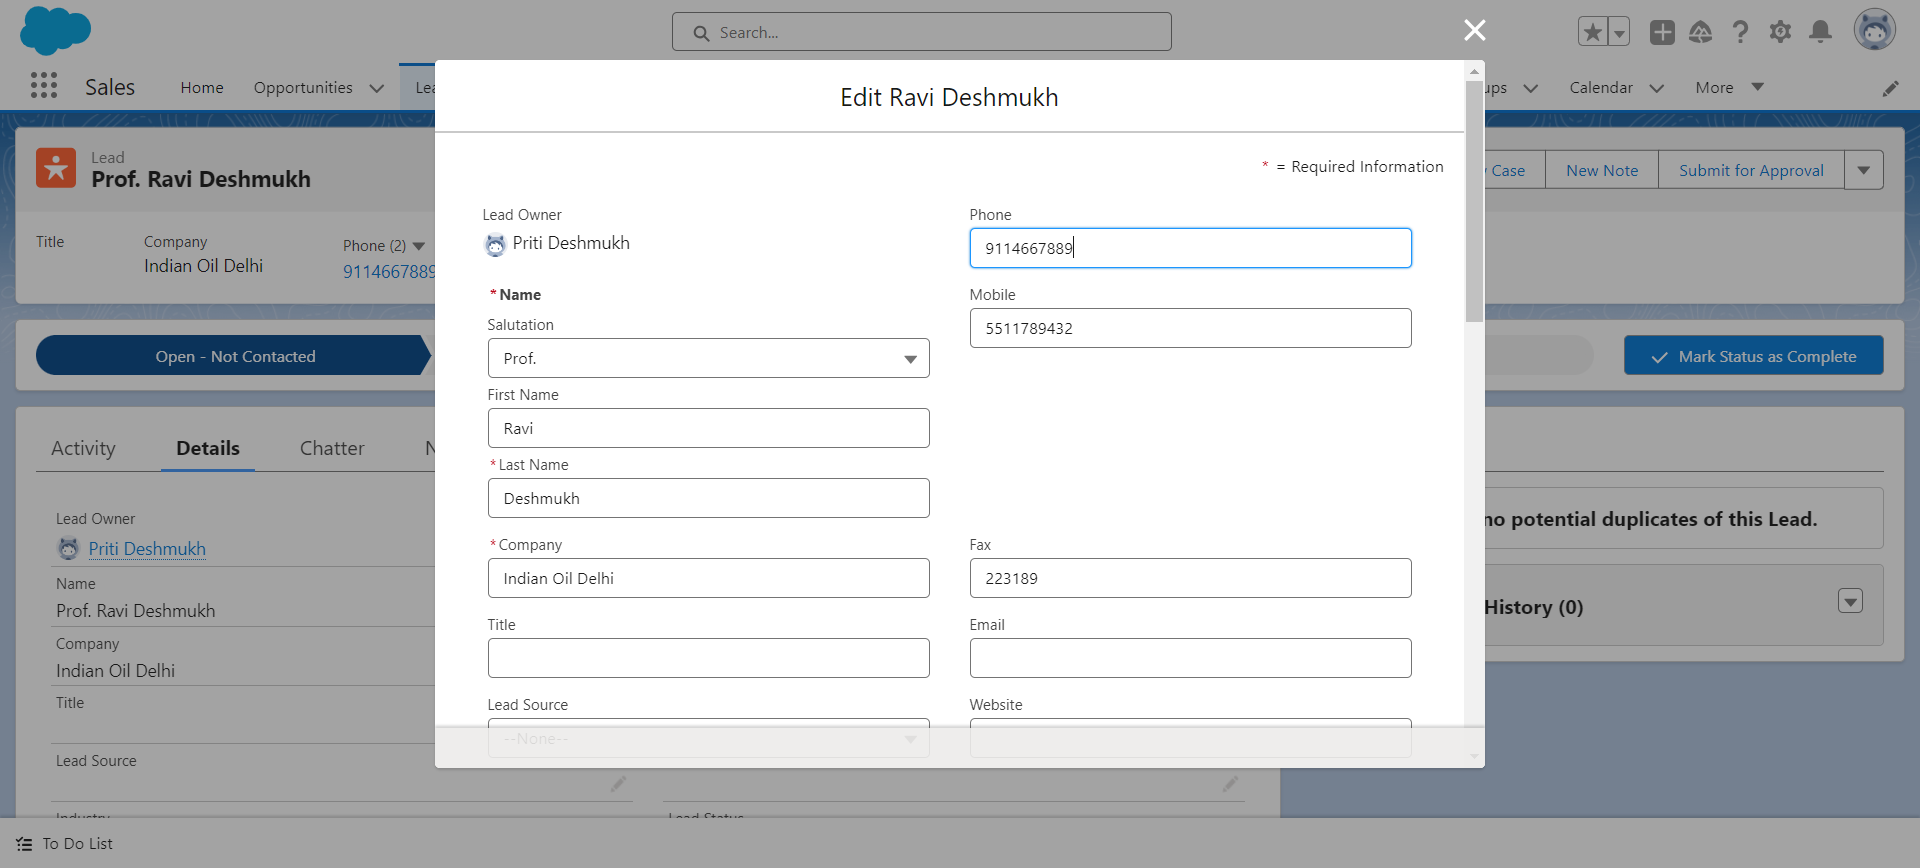 Search...
Sales
Home
Opportunities
Calendar
More
Lead
Prof. Ravi Deshmukh
New Note
Submit for Approval
Case
Title
Company
Indian Oil Delhi
Phone (2)
9114667889
Open - Not Contacted
Mark Status as Complete
Activity
Details
Chatter
Lead Owner
Priti Deshmukh
Name
Prof. Ravi Deshmukh
Company
Indian Oil Delhi
Title
Lead Source
Industry
Lead Status
no potential duplicates of this Lead.
History (0)
Edit Ravi Deshmukh
* = Required Information
Lead Owner
Priti Deshmukh
Phone
9114667889
*Name
Salutation
Prof.
Mobile
5511789432
First Name
Ravi
*Last Name
Deshmukh
*Company
Indian Oil Delhi
Fax
223189
Title
Email
Lead Source
--None--
Website
To Do List